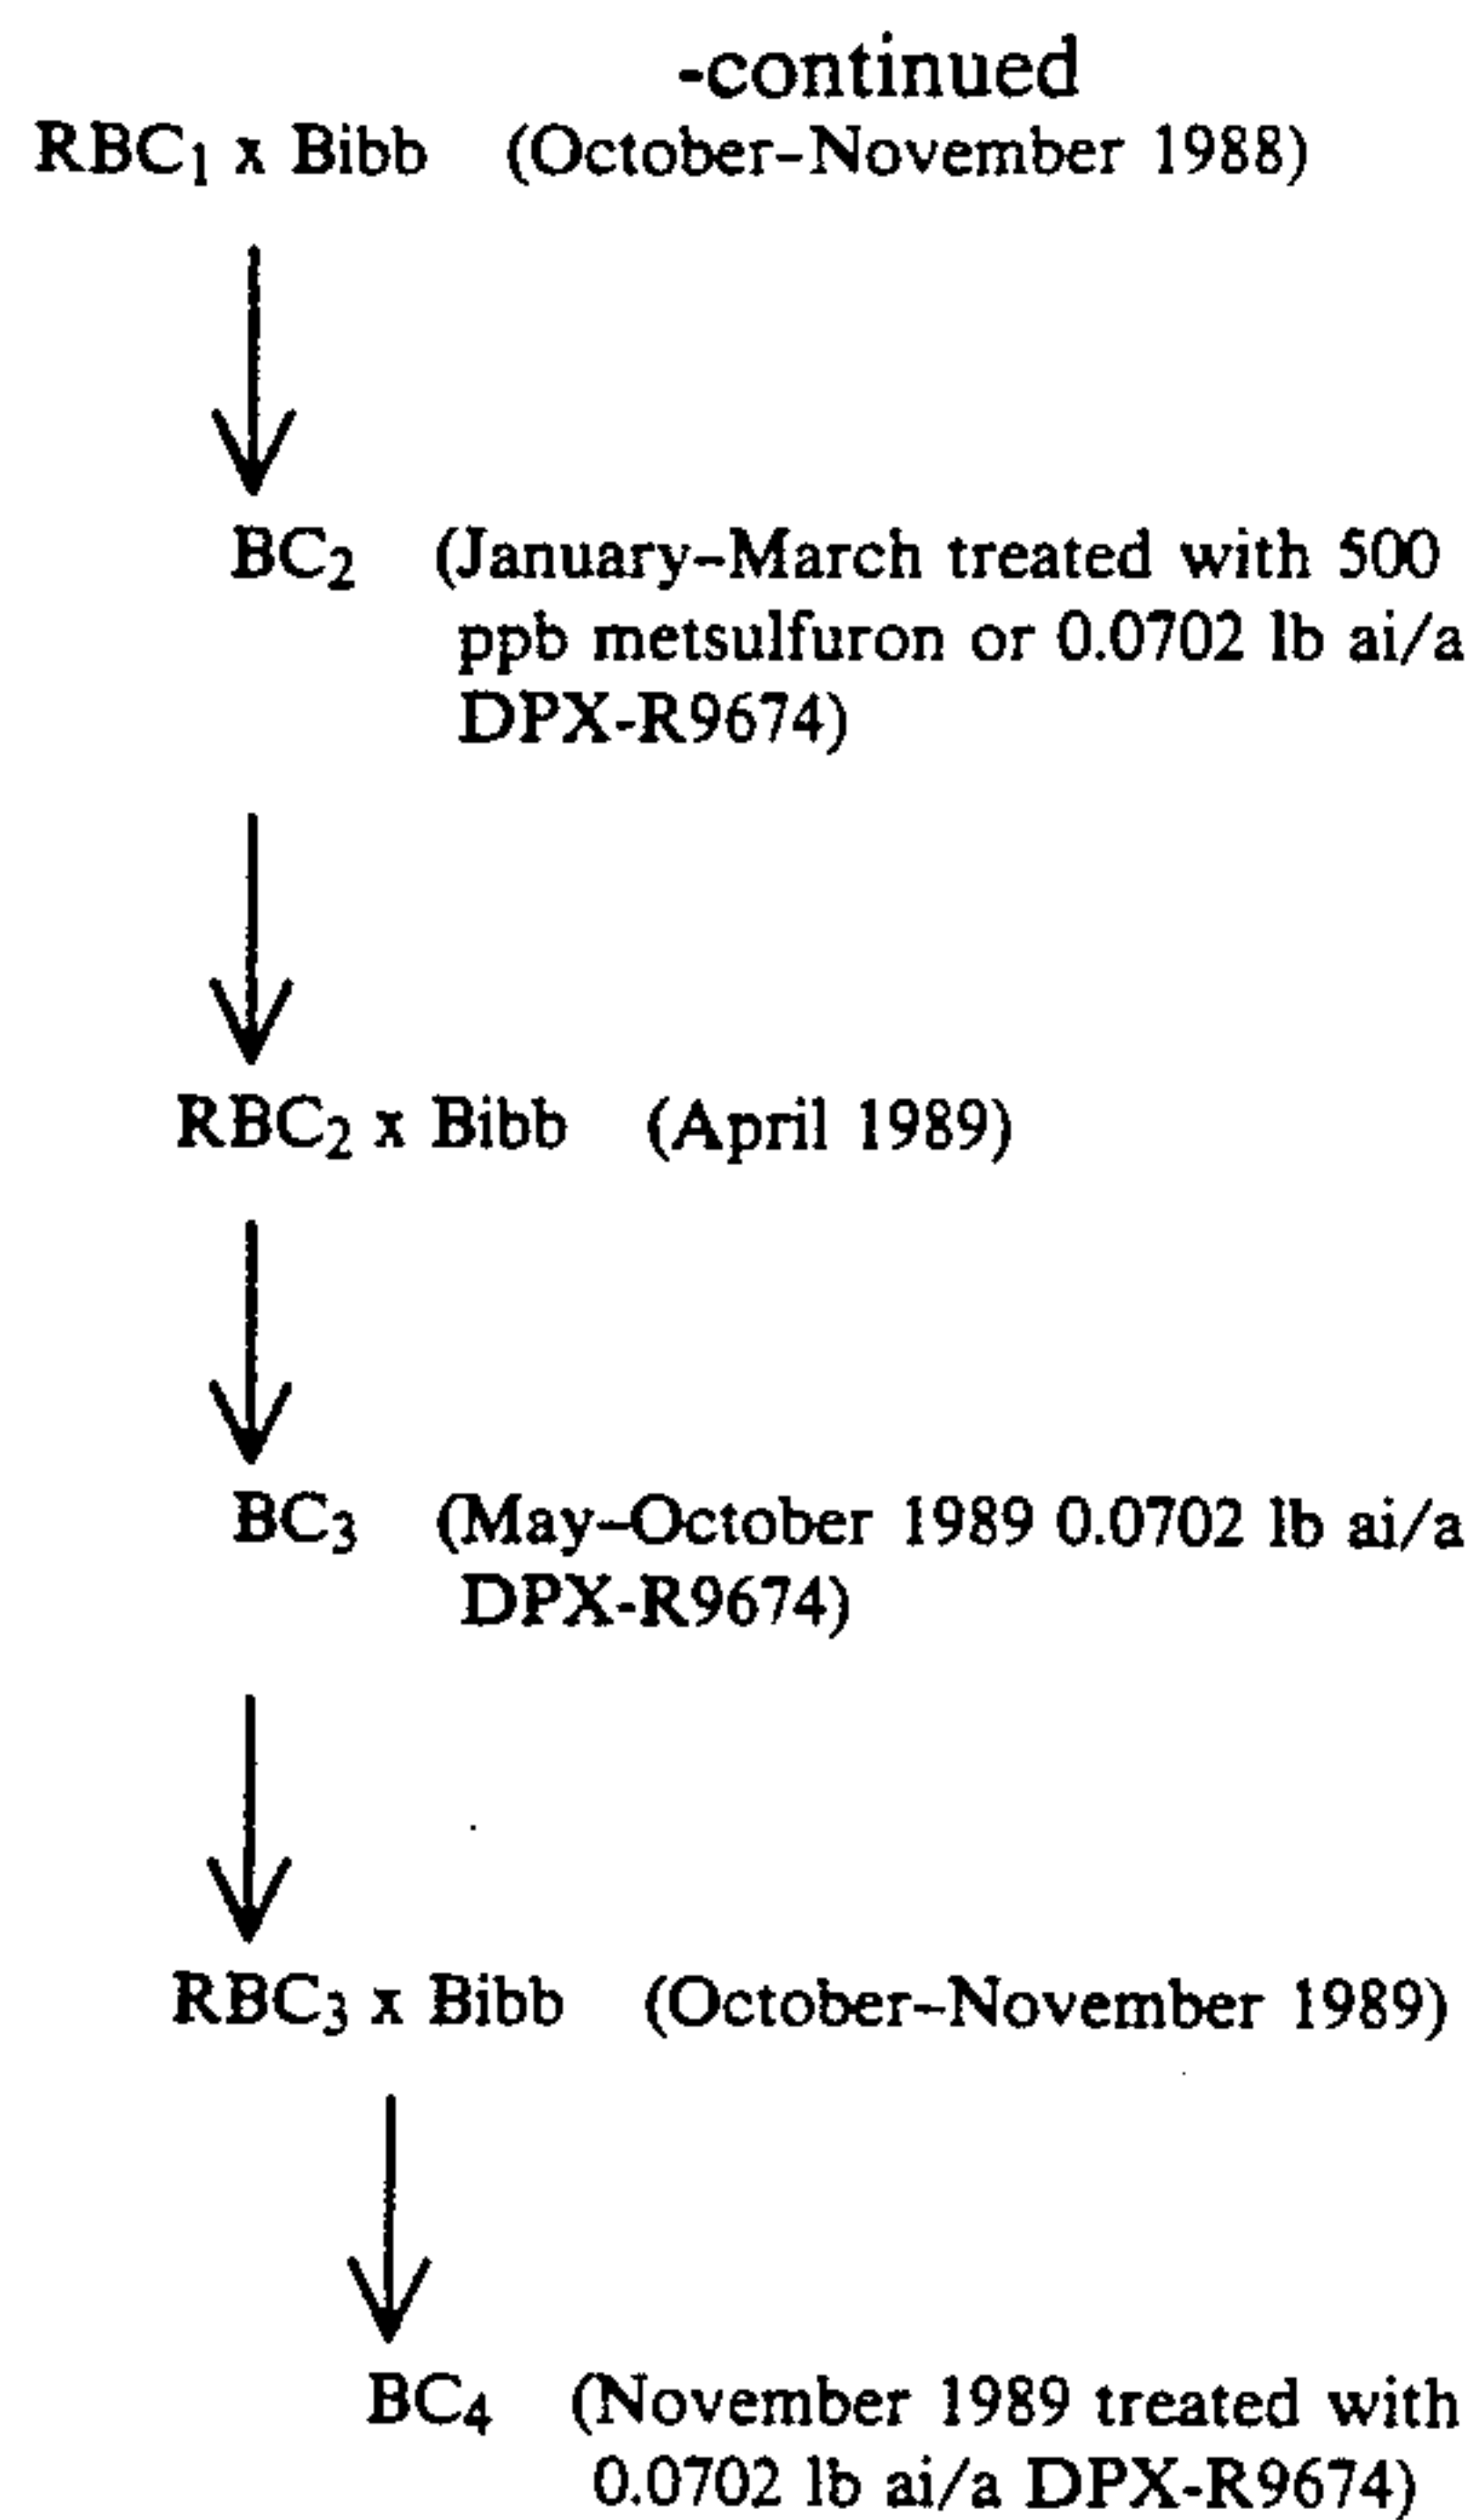 -continued
RBC₁ x Bibb (October–November 1988)
BC₂ (January–March treated with 500
ppb metsulfuron or 0.0702 lb ai/a
DPX-R9674)
RBC₂ x Bibb (April 1989)
BC₃ (May–October 1989 0.0702 lb ai/a
DPX-R9674)
RBC₃ x Bibb (October–November 1989)
BC₄ (November 1989 treated with
0.0702 lb ai/a DPX-R9674)